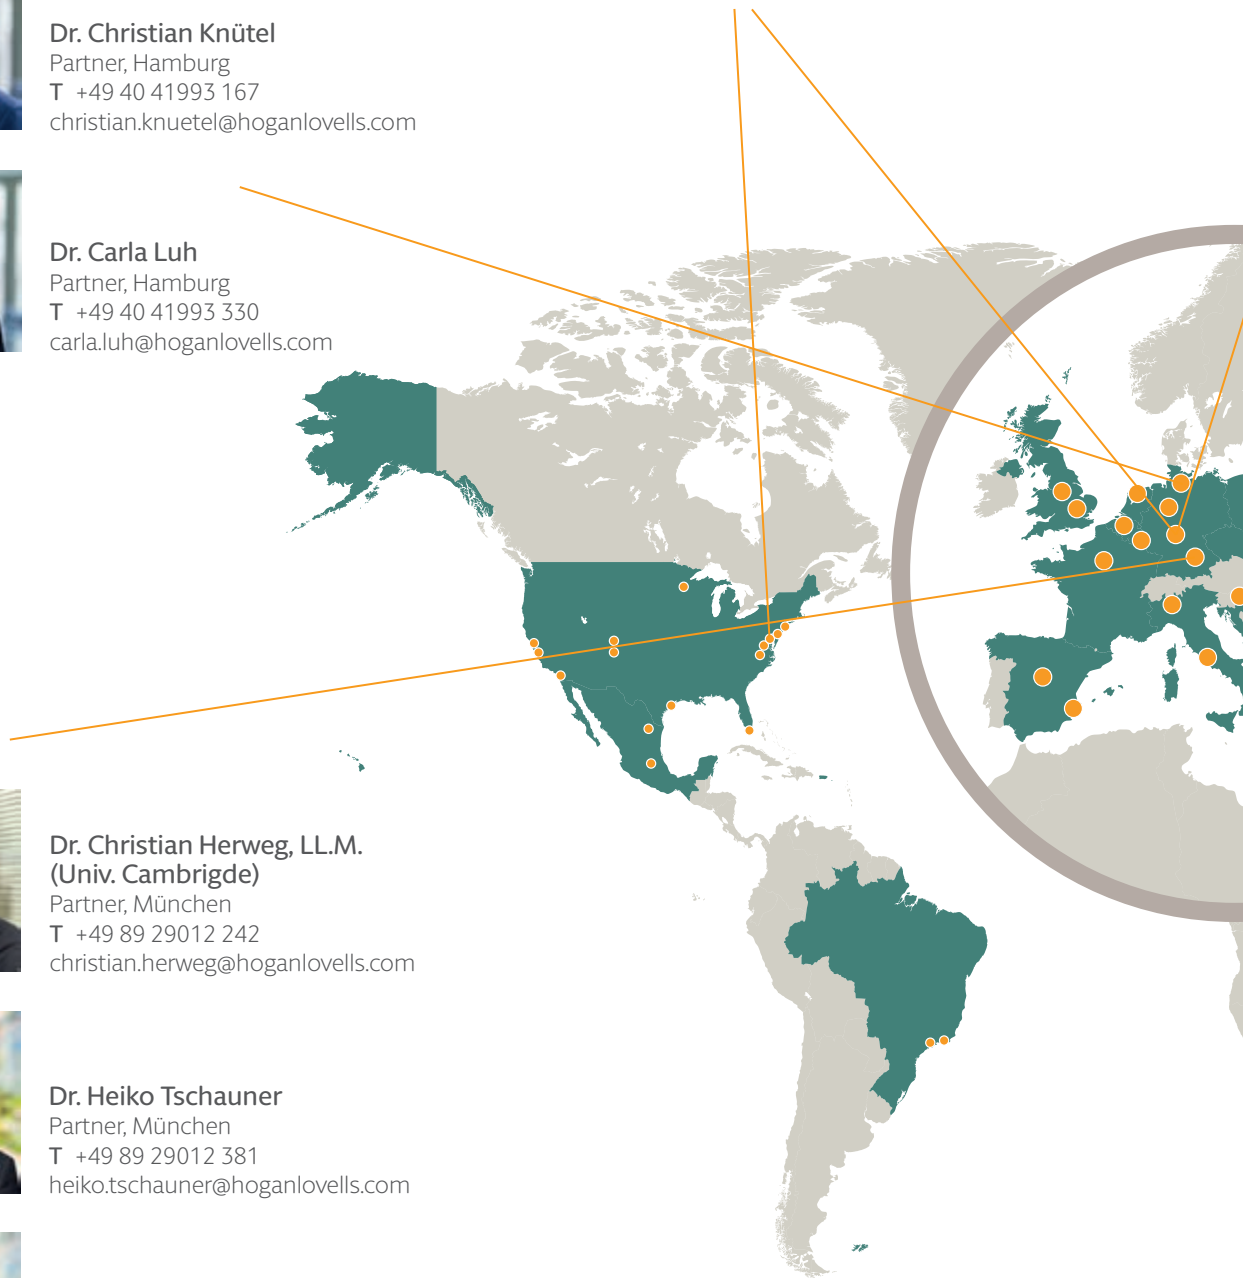 Dr. Christian Knütel
Partner, Hamburg
T +49 40 41993 167
christian.knuetel@hoganlovells.com
Dr. Carla Luh
Partner, Hamburg
T +49 40 41993 330
carla.luh@hoganlovells.com
Dr. Christian Herweg, LL.M.
(Univ. Cambrigde)
Partner, München
T +49 89 29012 242
christian.herweg@hoganlovells.com
Dr. Heiko Tschauner
Partner, München
T +49 89 29012 381
heiko.tschauner@hoganlovells.com